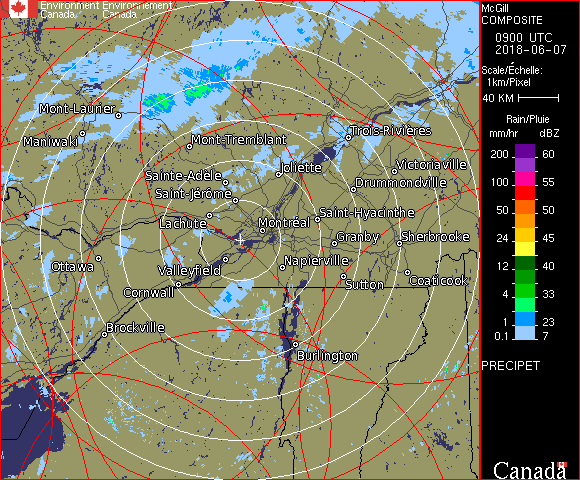 Environment Environnement
Canada Canada
Mont-Laurier
Maniwaki
Mont-Tremblant
Trois-Rivières
Sainte-Adèle
Joliette
Victoriaville
Saint-Jérôme
Drummondville
Lachute
Montréal
Saint-Hyacinthe
Granby
Sherbrooke
Ottawa
Valleyfield
Napierville
Cornwall
Sutton
Coaticook
Brockville
Burlington
McGill
COMPOSITE
0900 UTC
2018-06-07
Scale/Échelle:
1km/Pixel
40 KM
Rain/Pluie
mm/hr dBZ
200 60
100 55
50 50
24 45
12 40
4 33
1 23
0.1 7
PRECIPET
Canada